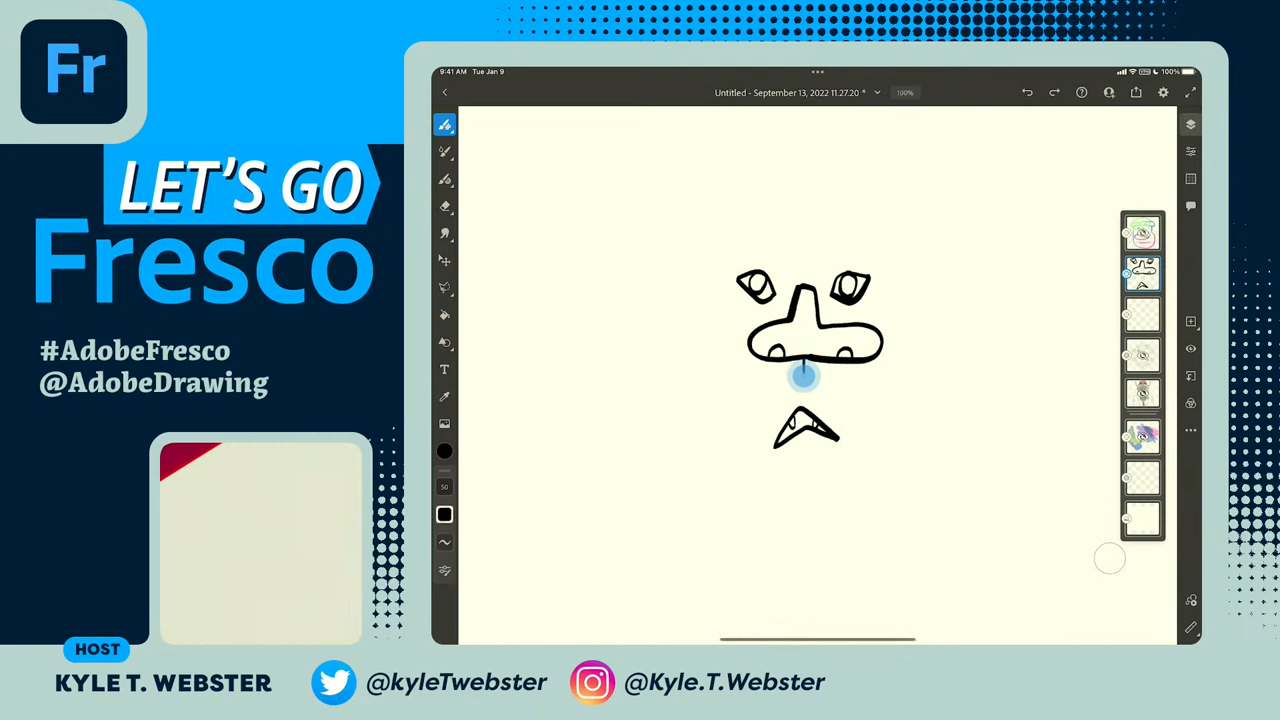 Fr
LET'S GO
Fresco
#AdobeFresco
@AdobeDrawing
HOST
KYLE T. WEBSTER
@kyleTwebster
@Kyle.T.Webster
9:41 AM Tue Jan 9
100%
Untitled - September 13, 2022 11.27.20 *
100%
T
50